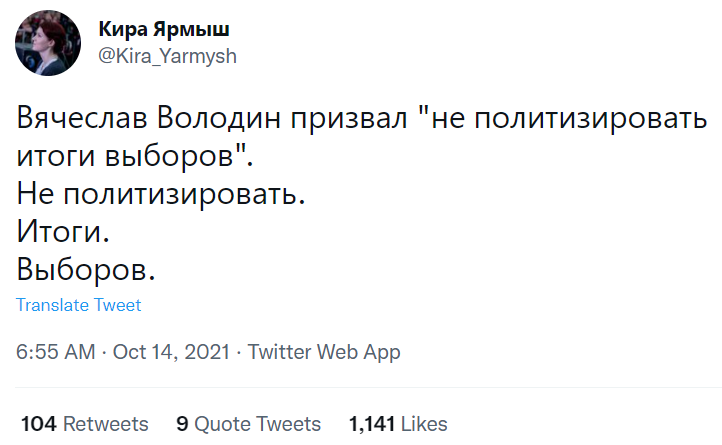 Кира Ярмыш
@Kira_Yarmysh
Вячеслав Володин призвал "не политизировать
итоги выборов".
Не политизировать.
Итоги.
Выборов.
Translate Tweet
6:55 AM · Oct 14, 2021 · Twitter Web App
104 Retweets 9 Quote Tweets 1,141 Likes